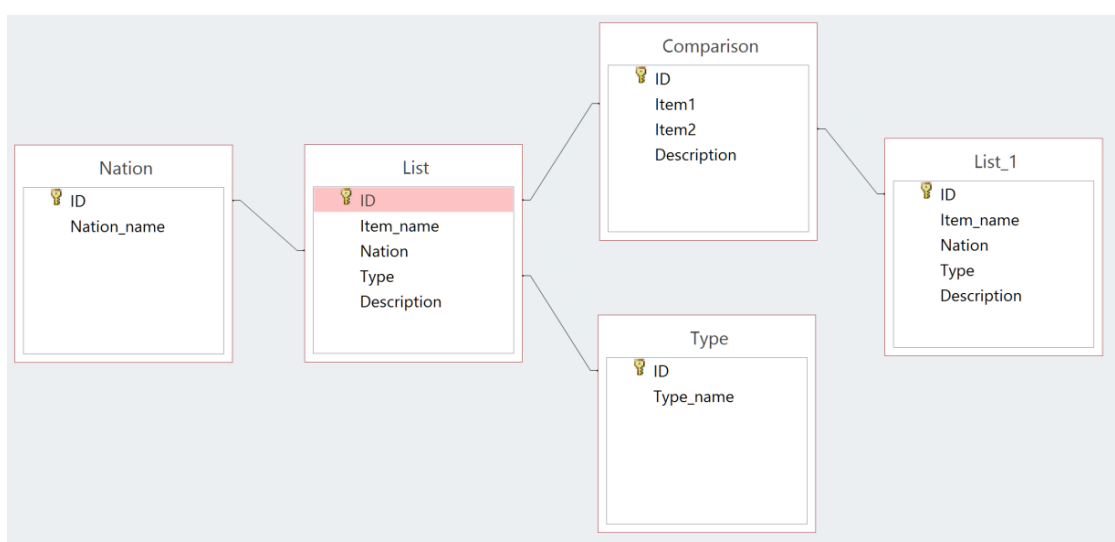 Nation
ID
Nation_name
List
ID
Item_name
Nation
Type
Description
Comparison
ID
Item1
Item2
Description
Type
ID
Type_name
List_1
ID
Item_name
Nation
Type
Description